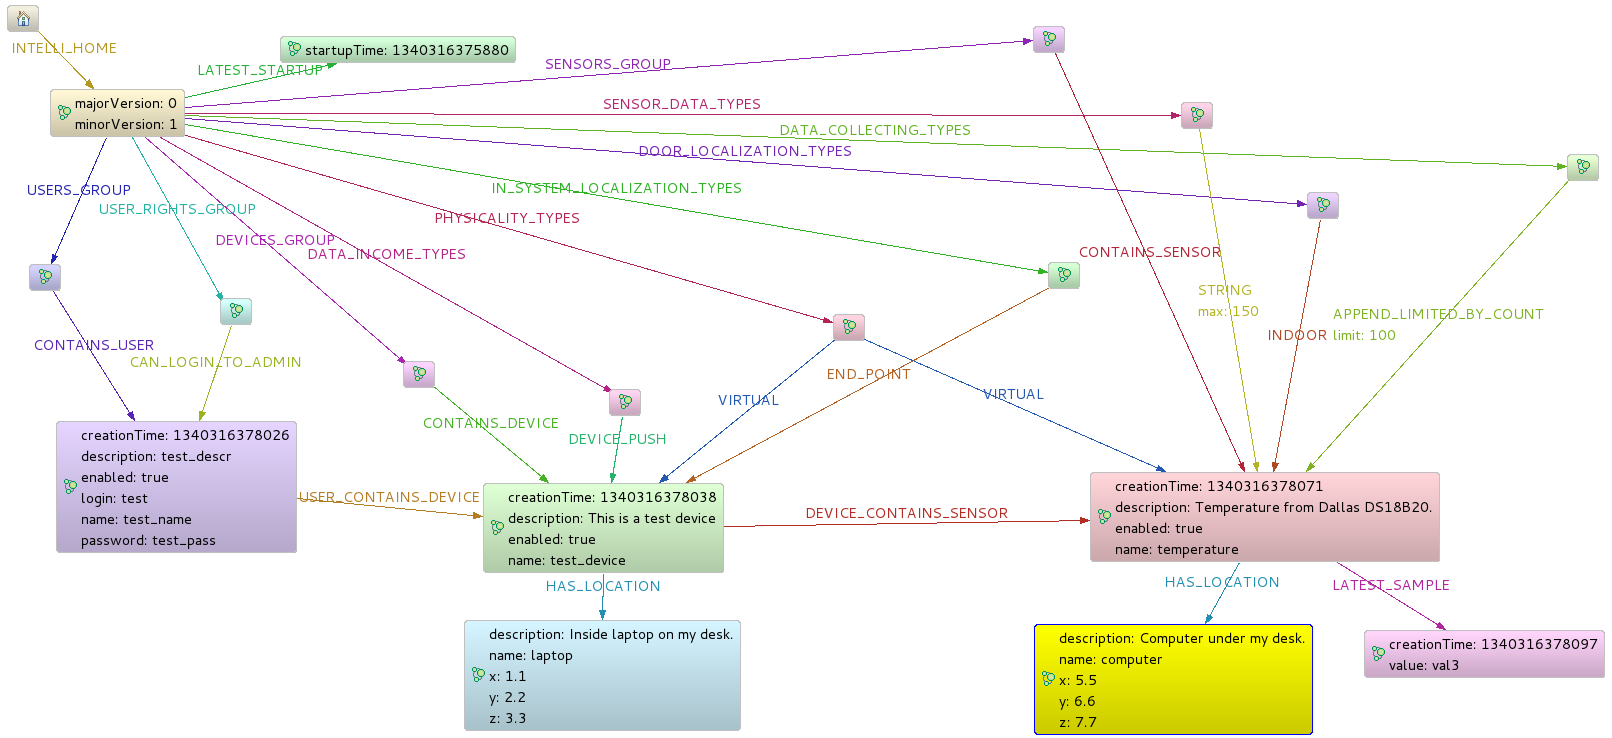 INTELLI_HOME
startupTime: 1340316375880
LATEST_STARTUP
SENSORS_GROUP
majorVersion: 0
minorVersion: 1
SENSOR_DATA_TYPES
DATA_COLLECTING_TYPES
DOOR_LOCALIZATION_TYPES
USERS_GROUP
IN_SYSTEM_LOCALIZATION_TYPES
USER_RIGHTS_GROUP
PHYSICALITY_TYPES
DEVICES_GROUP
DATA_INCOME_TYPES
CONTAINS_SENSOR
STRING
max: 150
APPEND_LIMITED_BY_COUNT
limit: 100
INDOOR
CONTAINS_USER
CAN_LOGIN_TO_ADMIN
END_POINT
VIRTUAL
VIRTUAL
CONTAINS_DEVICE
DEVICE_PUSH
creationTime: 1340316378026
description: test_descr
enabled: true
login: test
name: test_name
password: test_pass
USER_CONTAINS_DEVICE
creationTime: 1340316378038
description: This is a test device
enabled: true
name: test_device
DEVICE_CONTAINS_SENSOR
creationTime: 1340316378071
description: Temperature from Dallas DS18B20.
enabled: true
name: temperature
HAS_LOCATION
HAS_LOCATION
LATEST_SAMPLE
description: Inside laptop on my desk.
name: laptop
x: 1.1
y: 2.2
z: 3.3
description: Computer under my desk.
name: computer
x: 5.5
y: 6.6
z: 7.7
creationTime: 1340316378097
value: val3